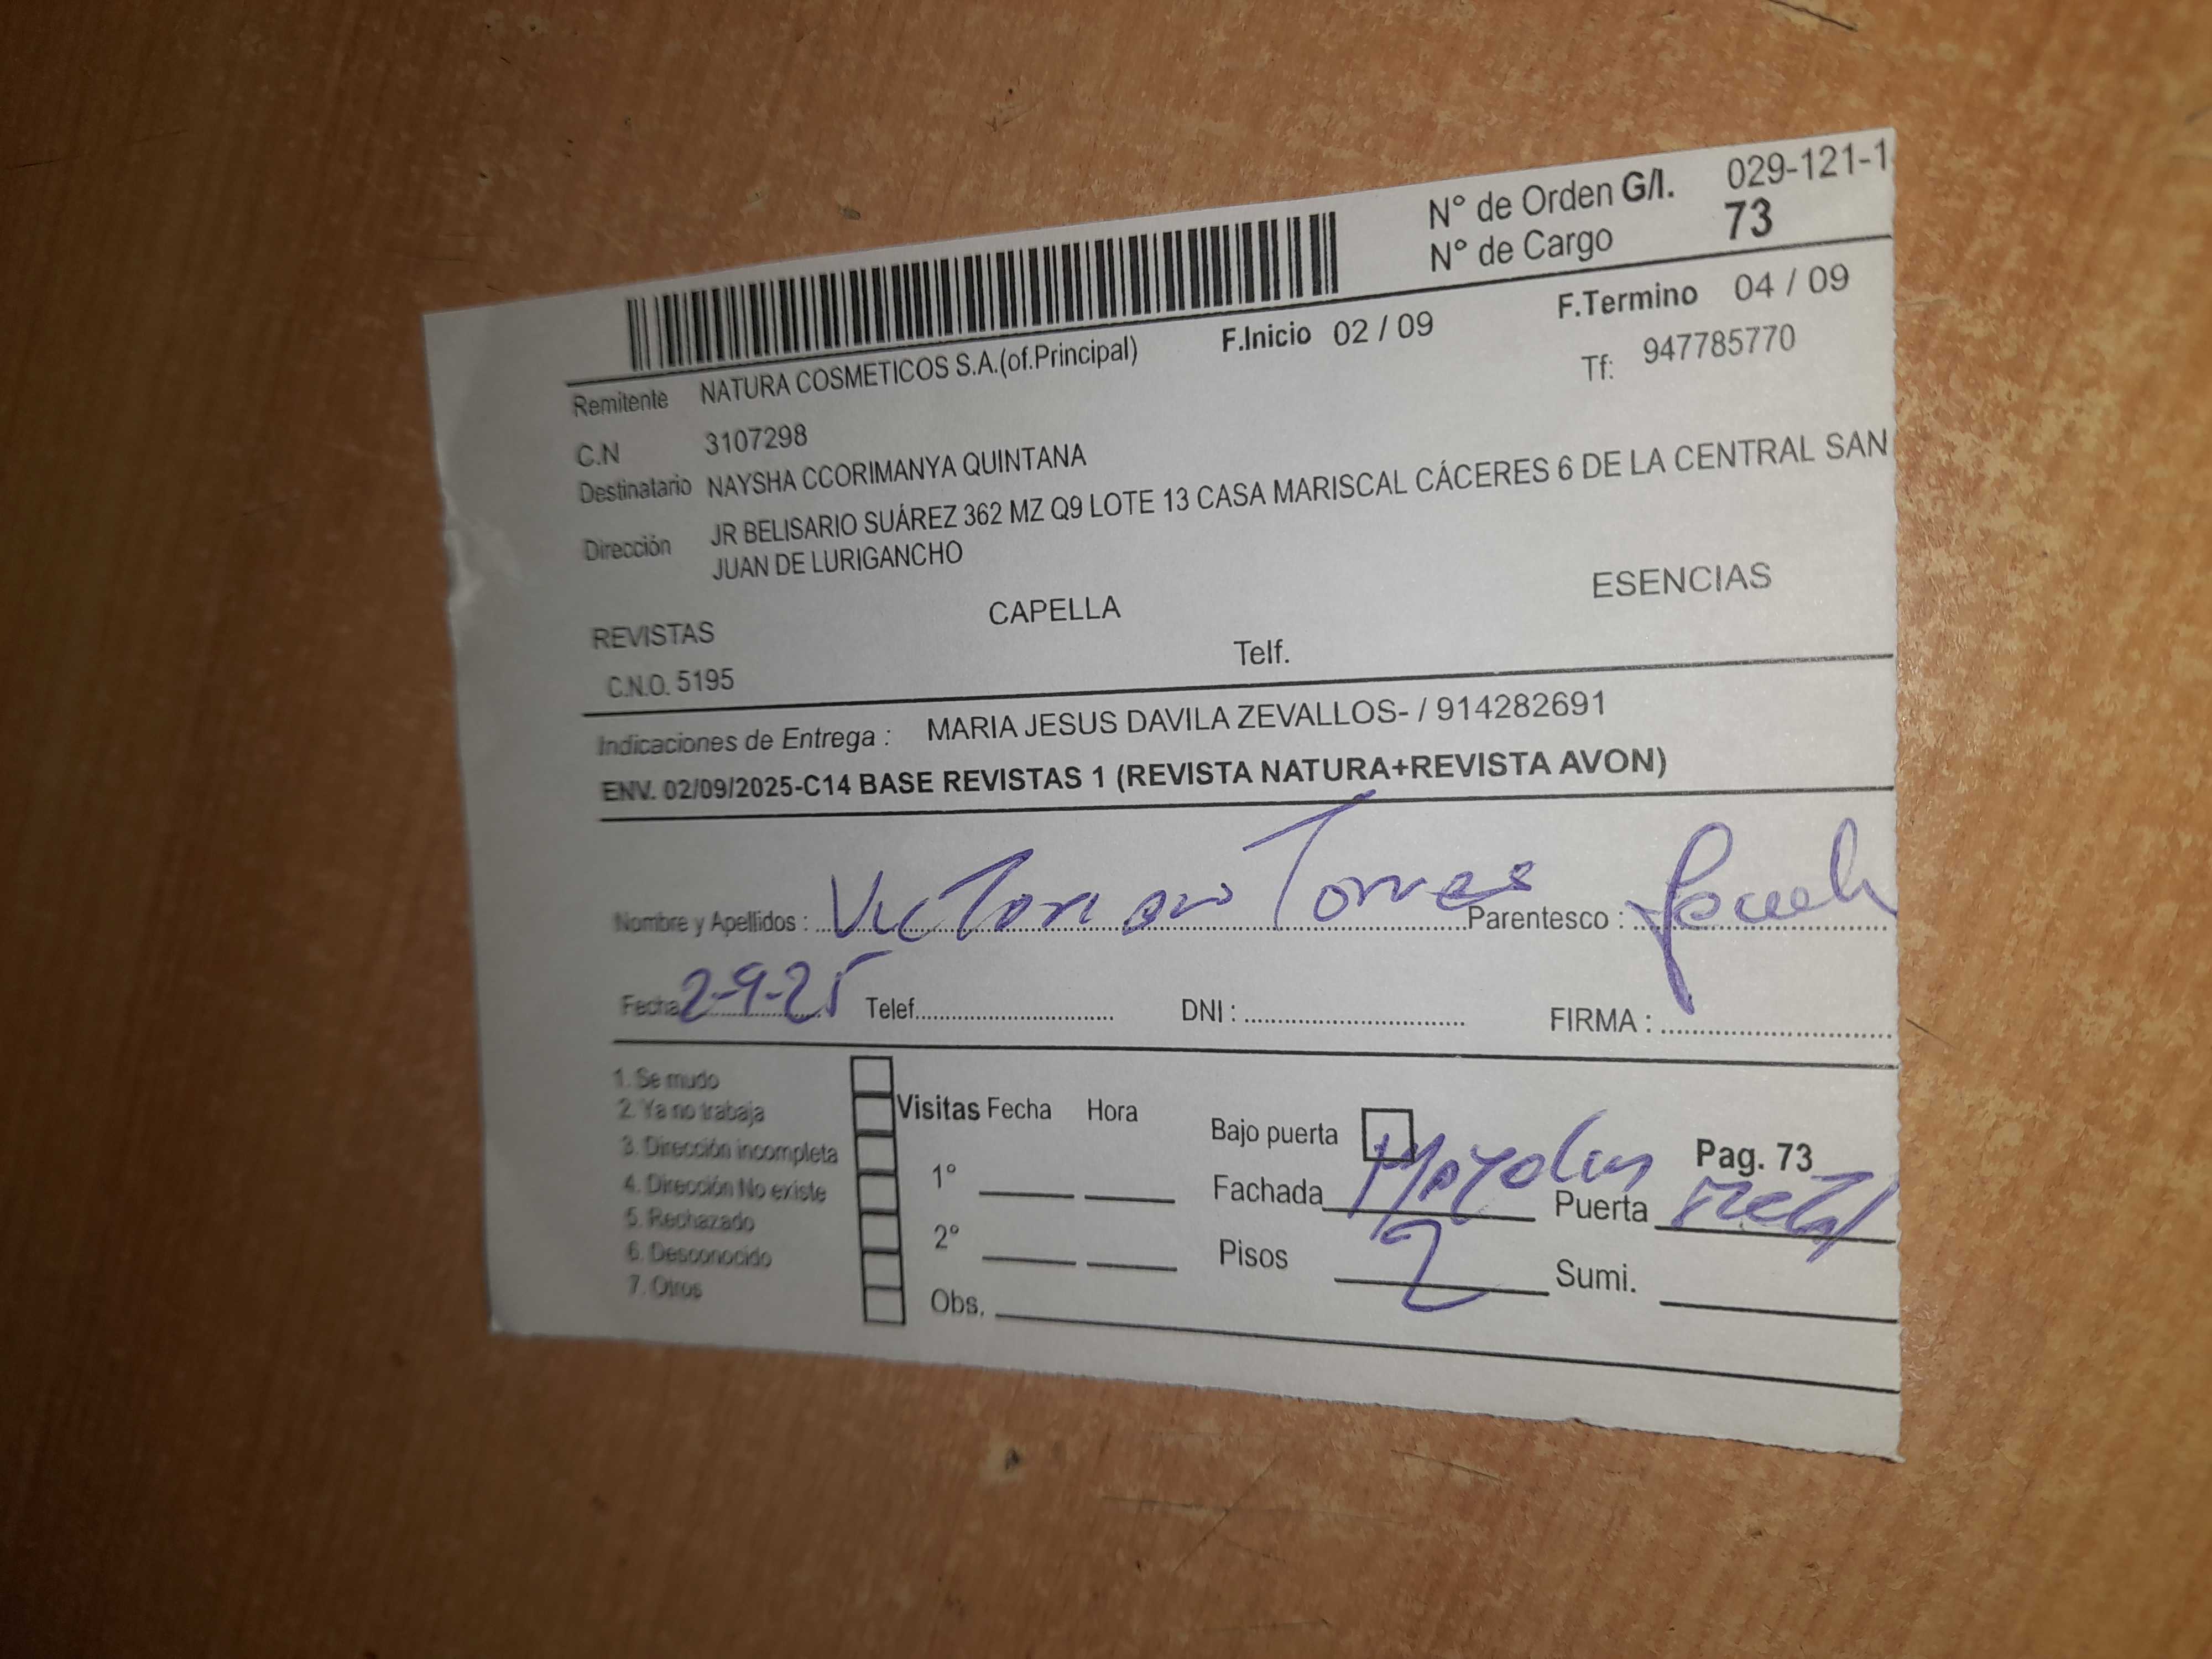 N° de Orden G/I. 029-121-1
N° de Cargo 73
F.Inicio 02 / 09 F.Termino 04 / 09
Remitente NATURA COSMETICOS S.A.(of.Principal) Tf: 947785770
C.N 3107298
Destinatario NAYSHA CCORIMANYA QUINTANA
Dirección JR BELISARIO SUÁREZ 362 MZ Q9 LOTE 13 CASA MARISCAL CÁCERES 6 DE LA CENTRAL SAN
JUAN DE LURIGANCHO
REVISTAS CAPELLA ESENCIAS
C.N.O. 5195 Telf.
Indicaciones de Entrega : MARIA JESUS DAVILA ZEVALLOS- / 914282691
ENV. 02/09/2025-C14 BASE REVISTAS 1 (REVISTA NATURA+REVISTA AVON)
Nombre y Apellidos : Torres Parentesco :
Fecha 2-9-25 Telef. DNI : FIRMA :
1. Se mudo
2. Ya no trabaja
3. Dirección incompleta
4. Dirección No existe
5. Rechazado
6. Desconocido
7. Otros
Visitas Fecha Hora
1°
2°
Obs.
Bajo puerta Pag. 73
Fachada Puerta Metal
Pisos 2 Sumi.